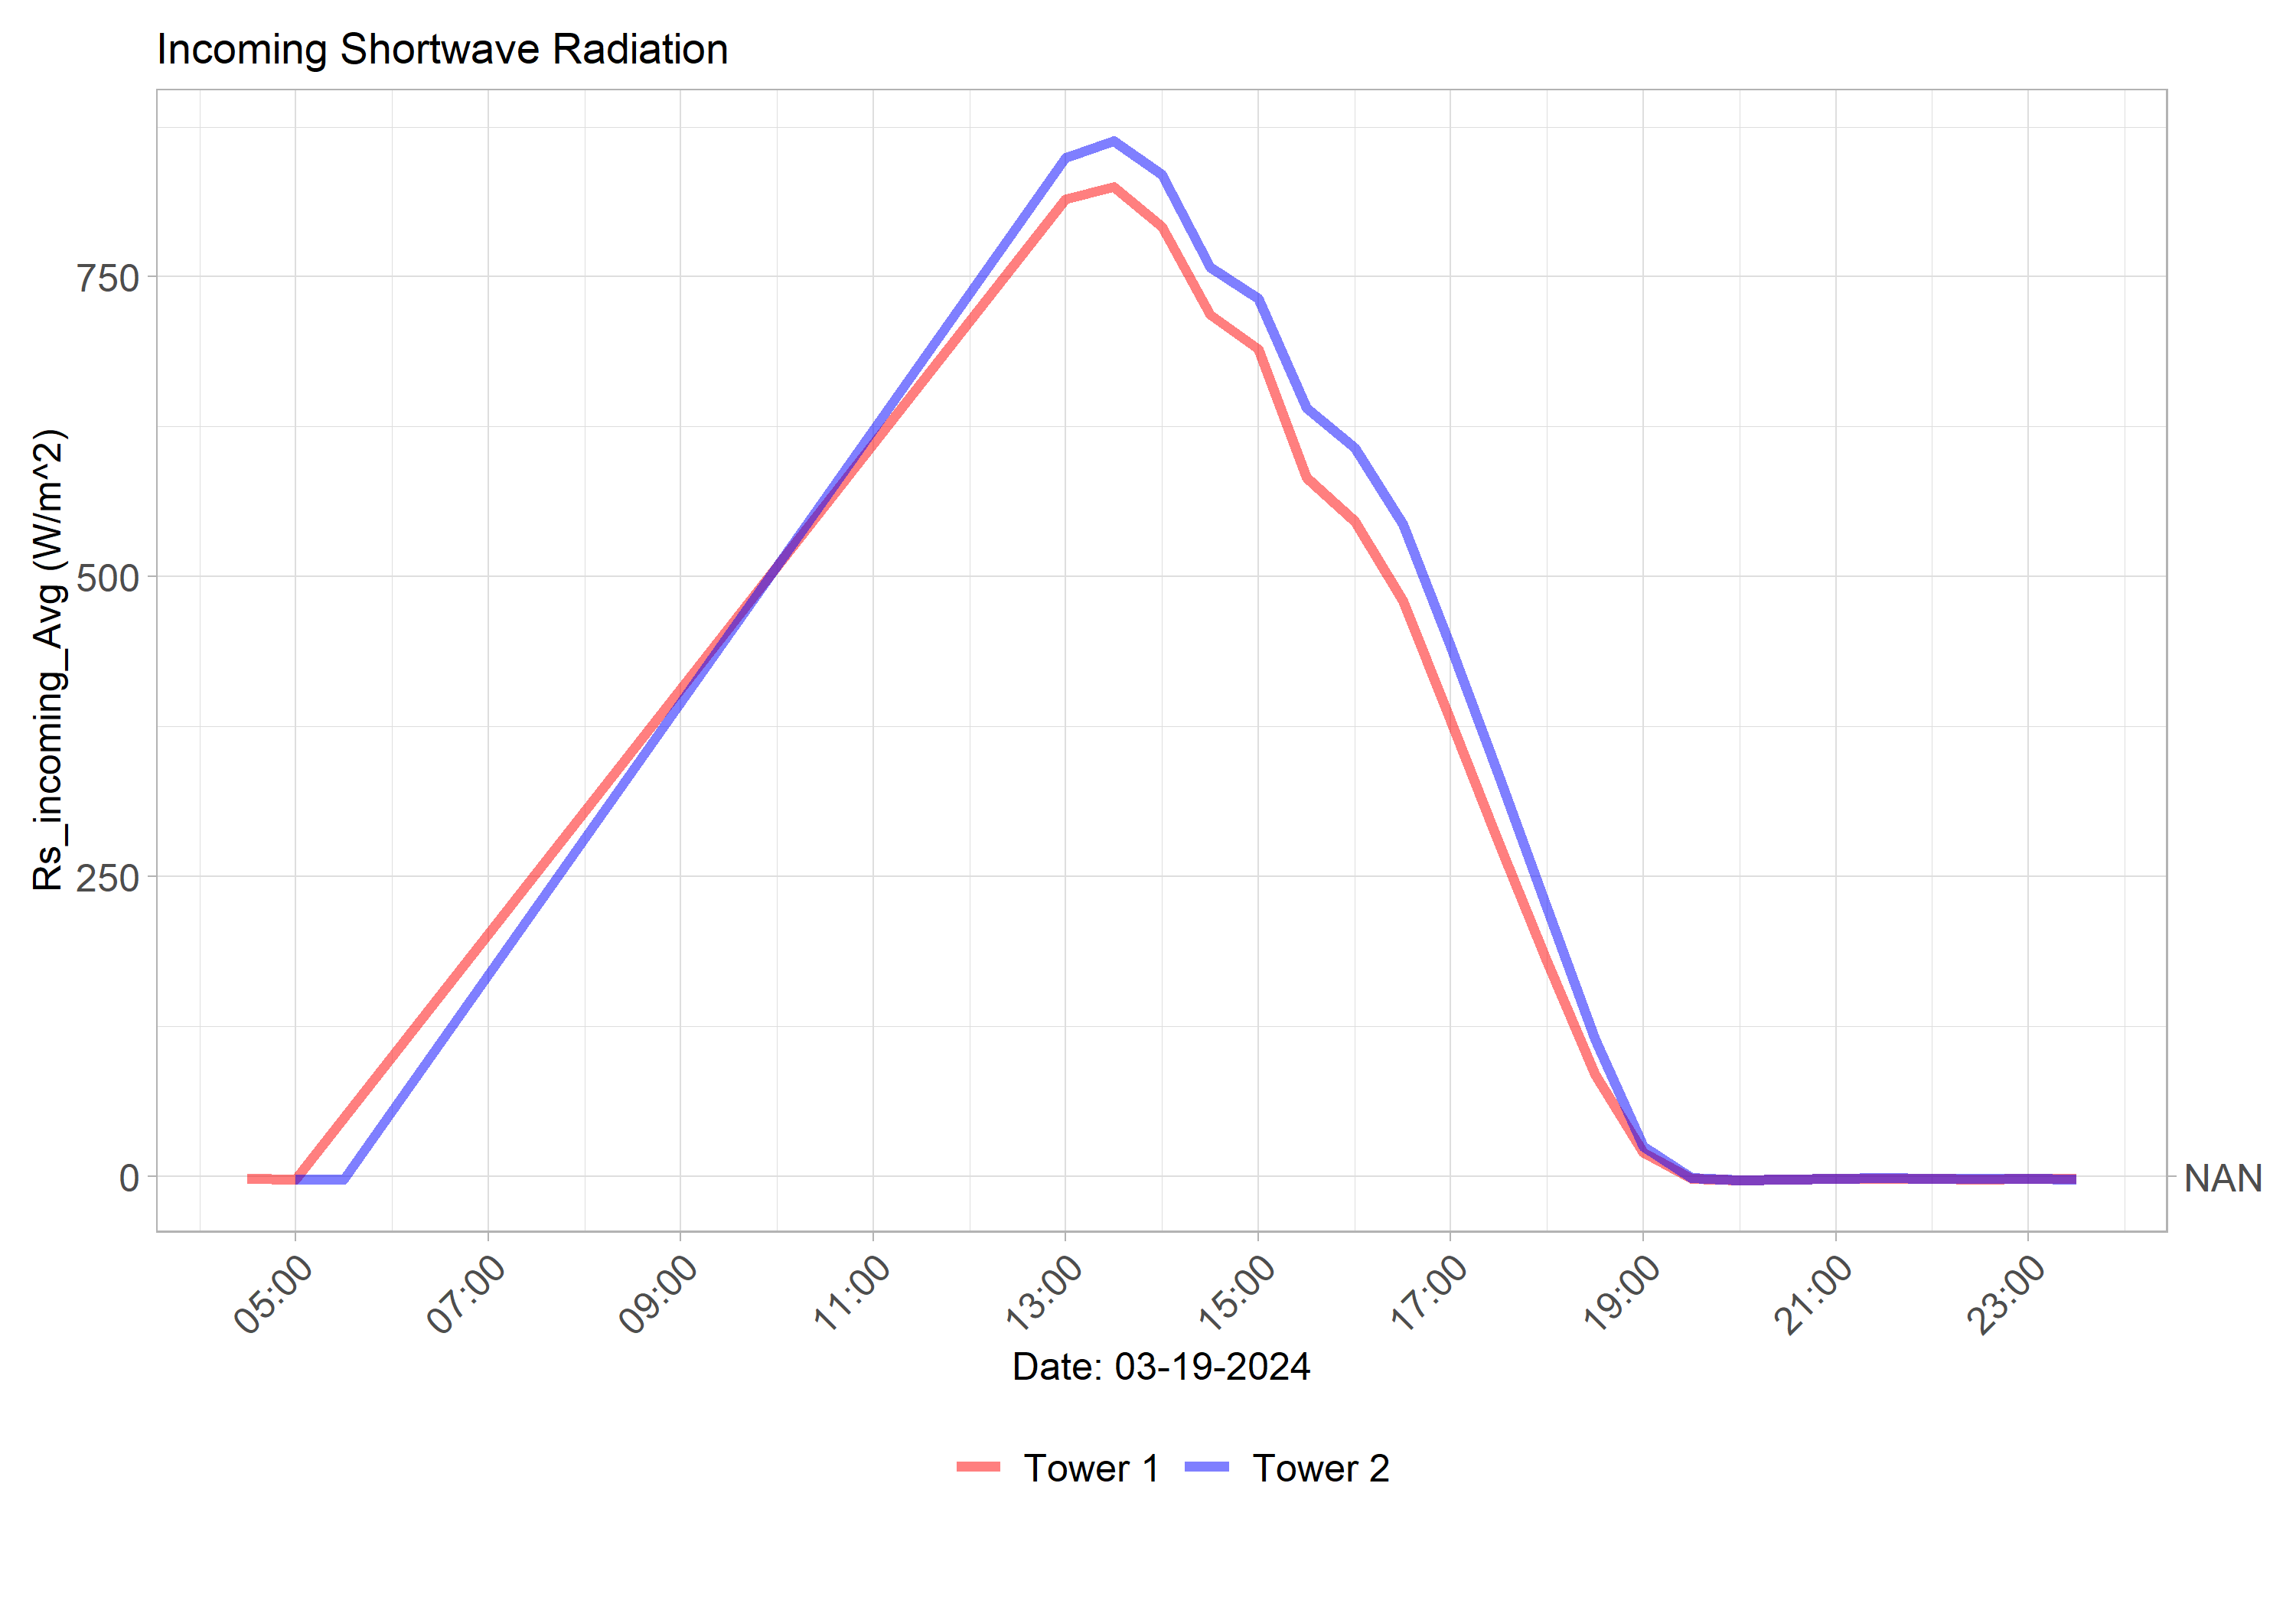 Incoming Shortwave Radiation
Rs_incoming_Avg (W/m^2)
750
500
250
0
NAN
05:00
07:00
09:00
11:00
13:00
15:00
17:00
19:00
21:00
23:00
Date: 03-19-2024
Tower 1
Tower 2